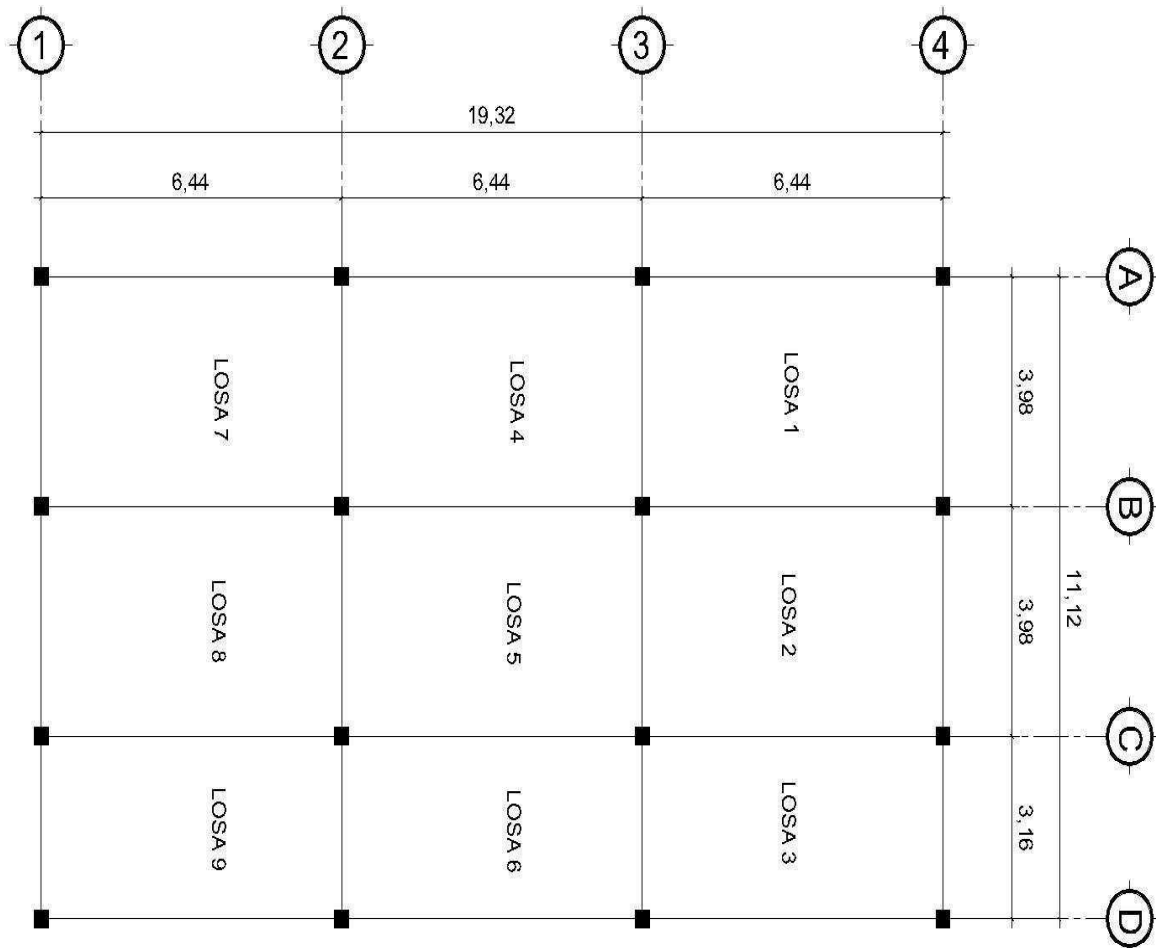 1
2
3
4
19,32
6,44
6,44
6,44
A
3,98
LOSA 7
LOSA 4
LOSA 1
B
11,12
3,98
LOSA 8
LOSA 5
LOSA 2
C
3,16
LOSA 9
LOSA 6
LOSA 3
D